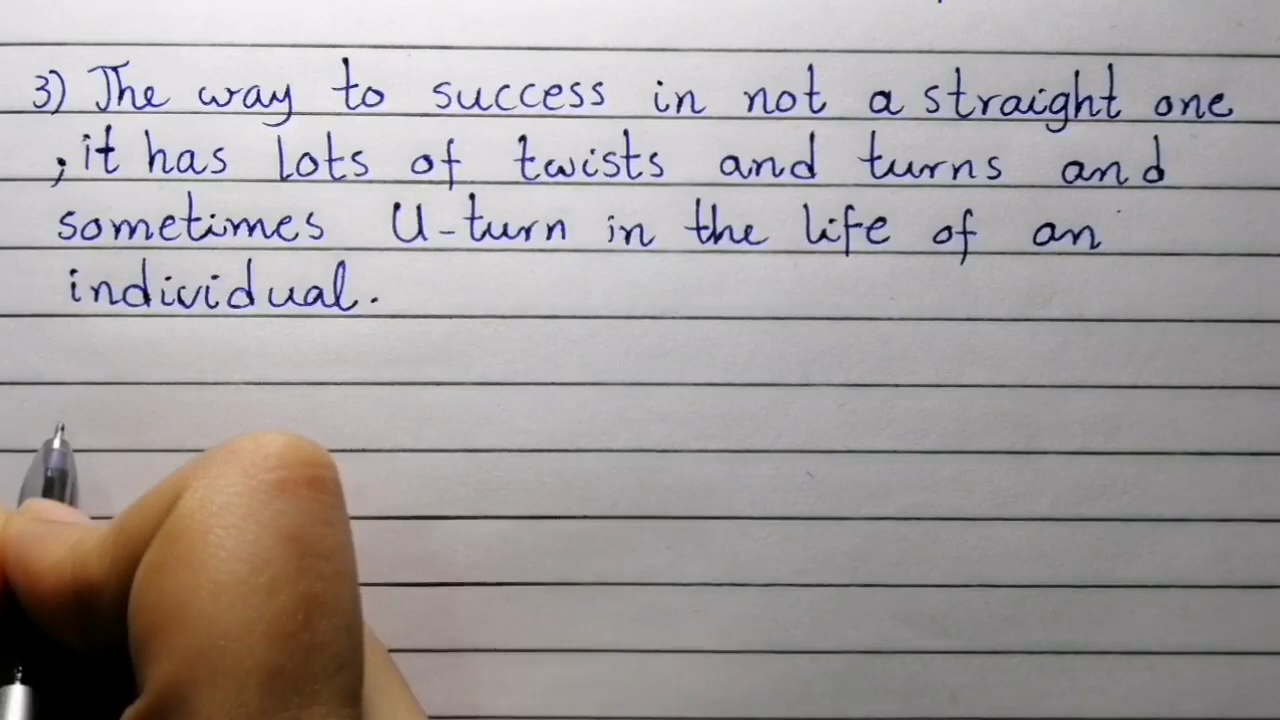 3) The way to success in not a straight one
, it has lots of twists and turns and
sometimes U-turn in the life of an
individual.